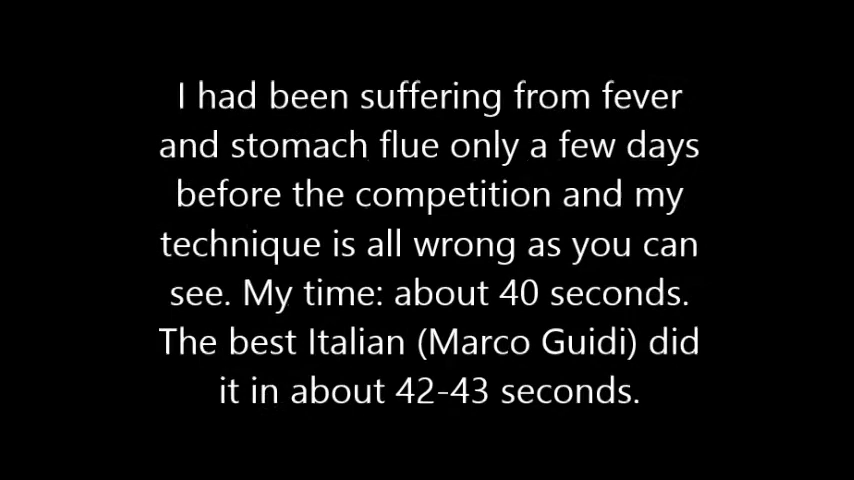 I had been suffering from fever
and stomach flue only a few days
before the competition and my
technique is all wrong as you can
see. My time: about 40 seconds.
The best Italian (Marco Guidi) did
it in about 42-43 seconds.